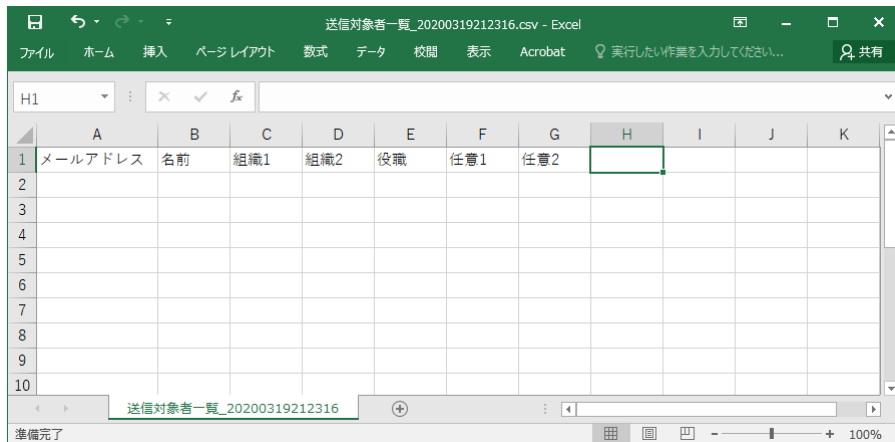 送信対象者一覧_20200319212316.csv - Excel
ファイル ホーム 挿入 ページ レイアウト 数式 データ 校閲 表示 Acrobat 実行したい作業を入力してください... 共有
H1 fx
A B C D E F G H I J K
1 メールアドレス 名前 組織1 組織2 役職 任意1 任意2
2
3
4
5
6
7
8
9
10
送信対象者一覧_20200319212316
準備完了 100%